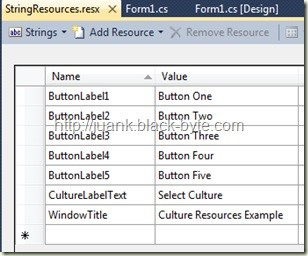 StringResources.resx Form1.cs Form1.cs [Design]
Strings Add Resource Remove Resource
Name Value
ButtonLabel1 Button One
ButtonLabel2 Button Two
http://juank.black-byte.com
ButtonLabel3 Button Three
ButtonLabel4 Button Four
ButtonLabel5 Button Five
CultureLabelText Select Culture
WindowTitle Culture Resources Example